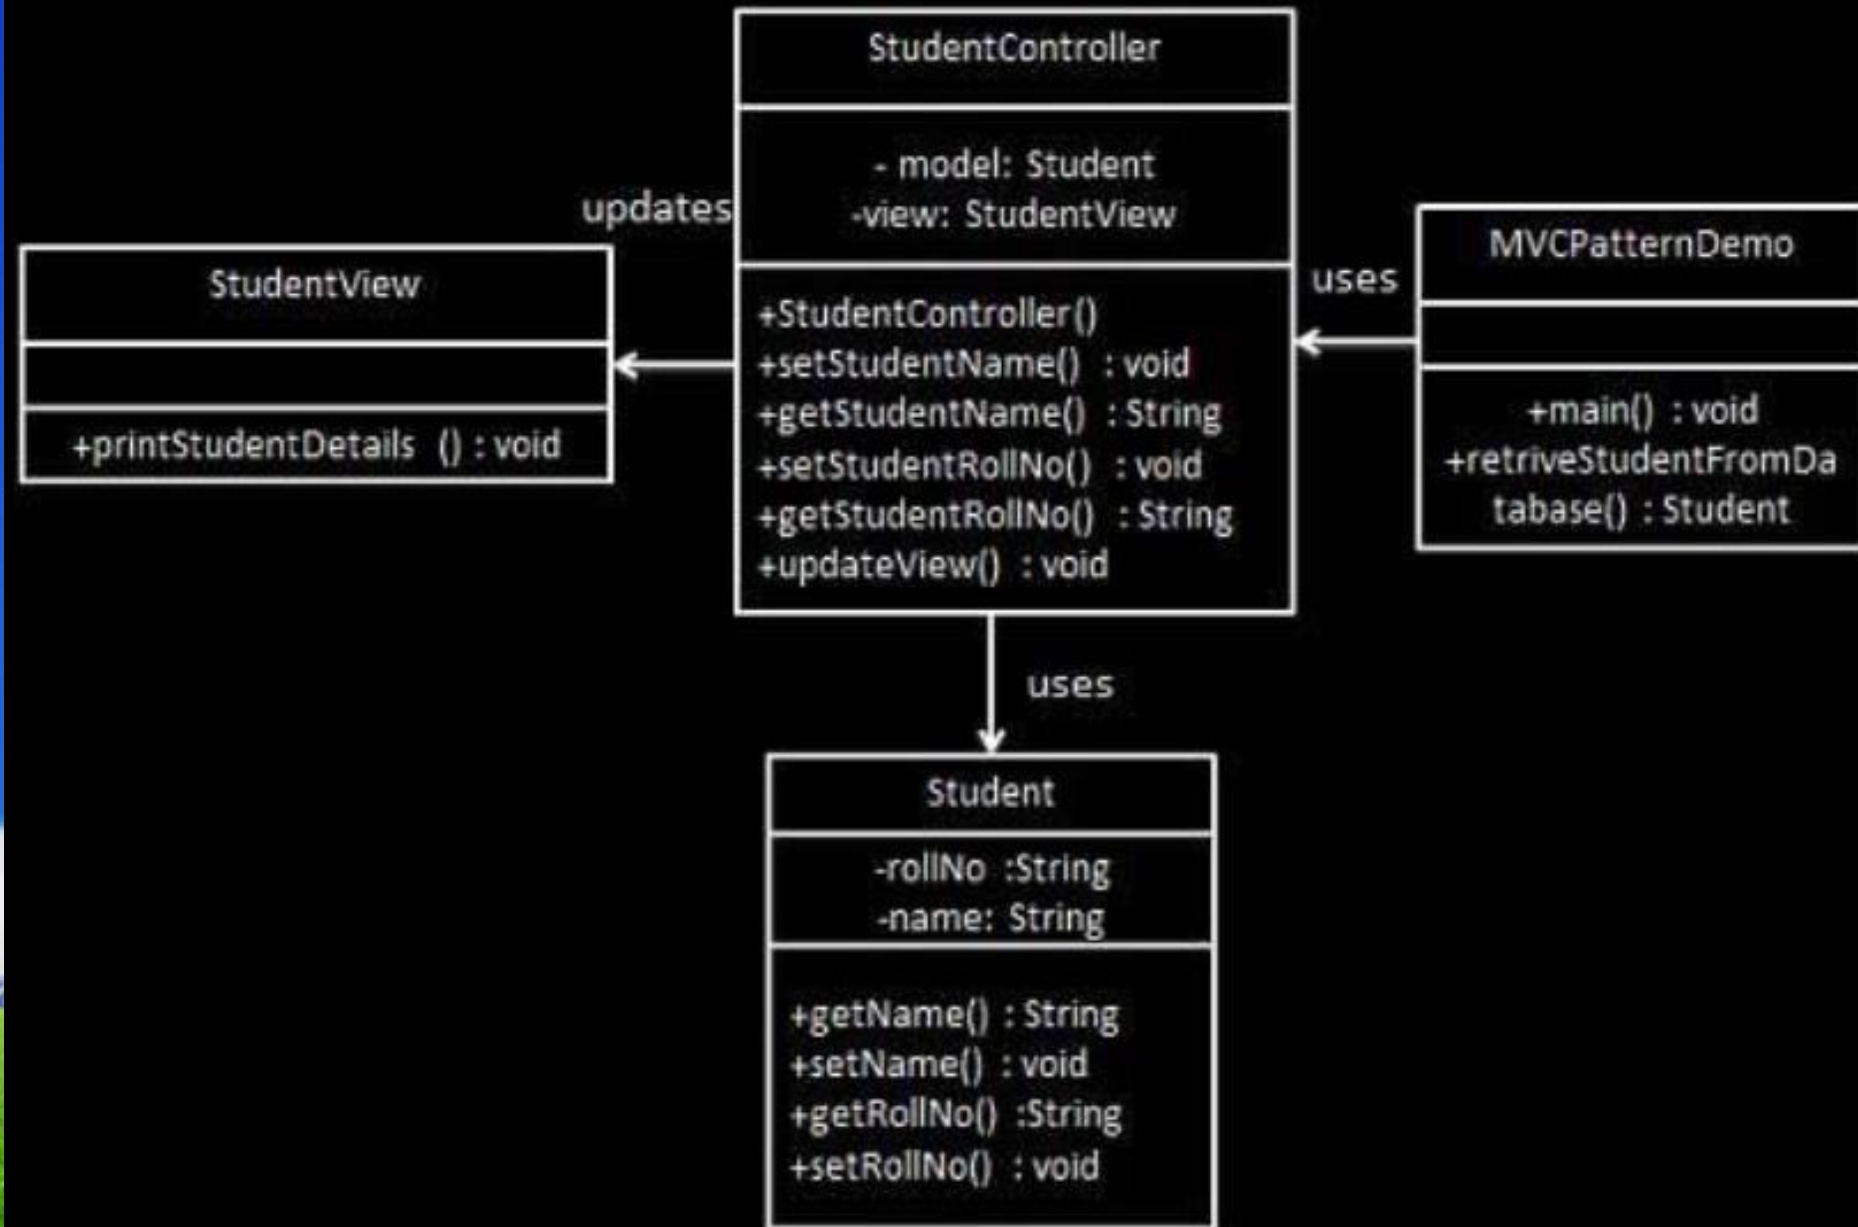 StudentController
- model: Student
-view: StudentView
+StudentController()
+setStudentName() : void
+getStudentName() : String
+setStudentRollNo() : void
+getStudentRollNo() : String
+updateView() : void
updates
StudentView
+printStudentDetails () : void
uses
MVCPatternDemo
+main() : void
+retriveStudentFromDa
tabase() : Student
uses
Student
-rollNo :String
-name: String
+getName() : String
+setName() : void
+getRollNo() :String
+setRollNo() : void